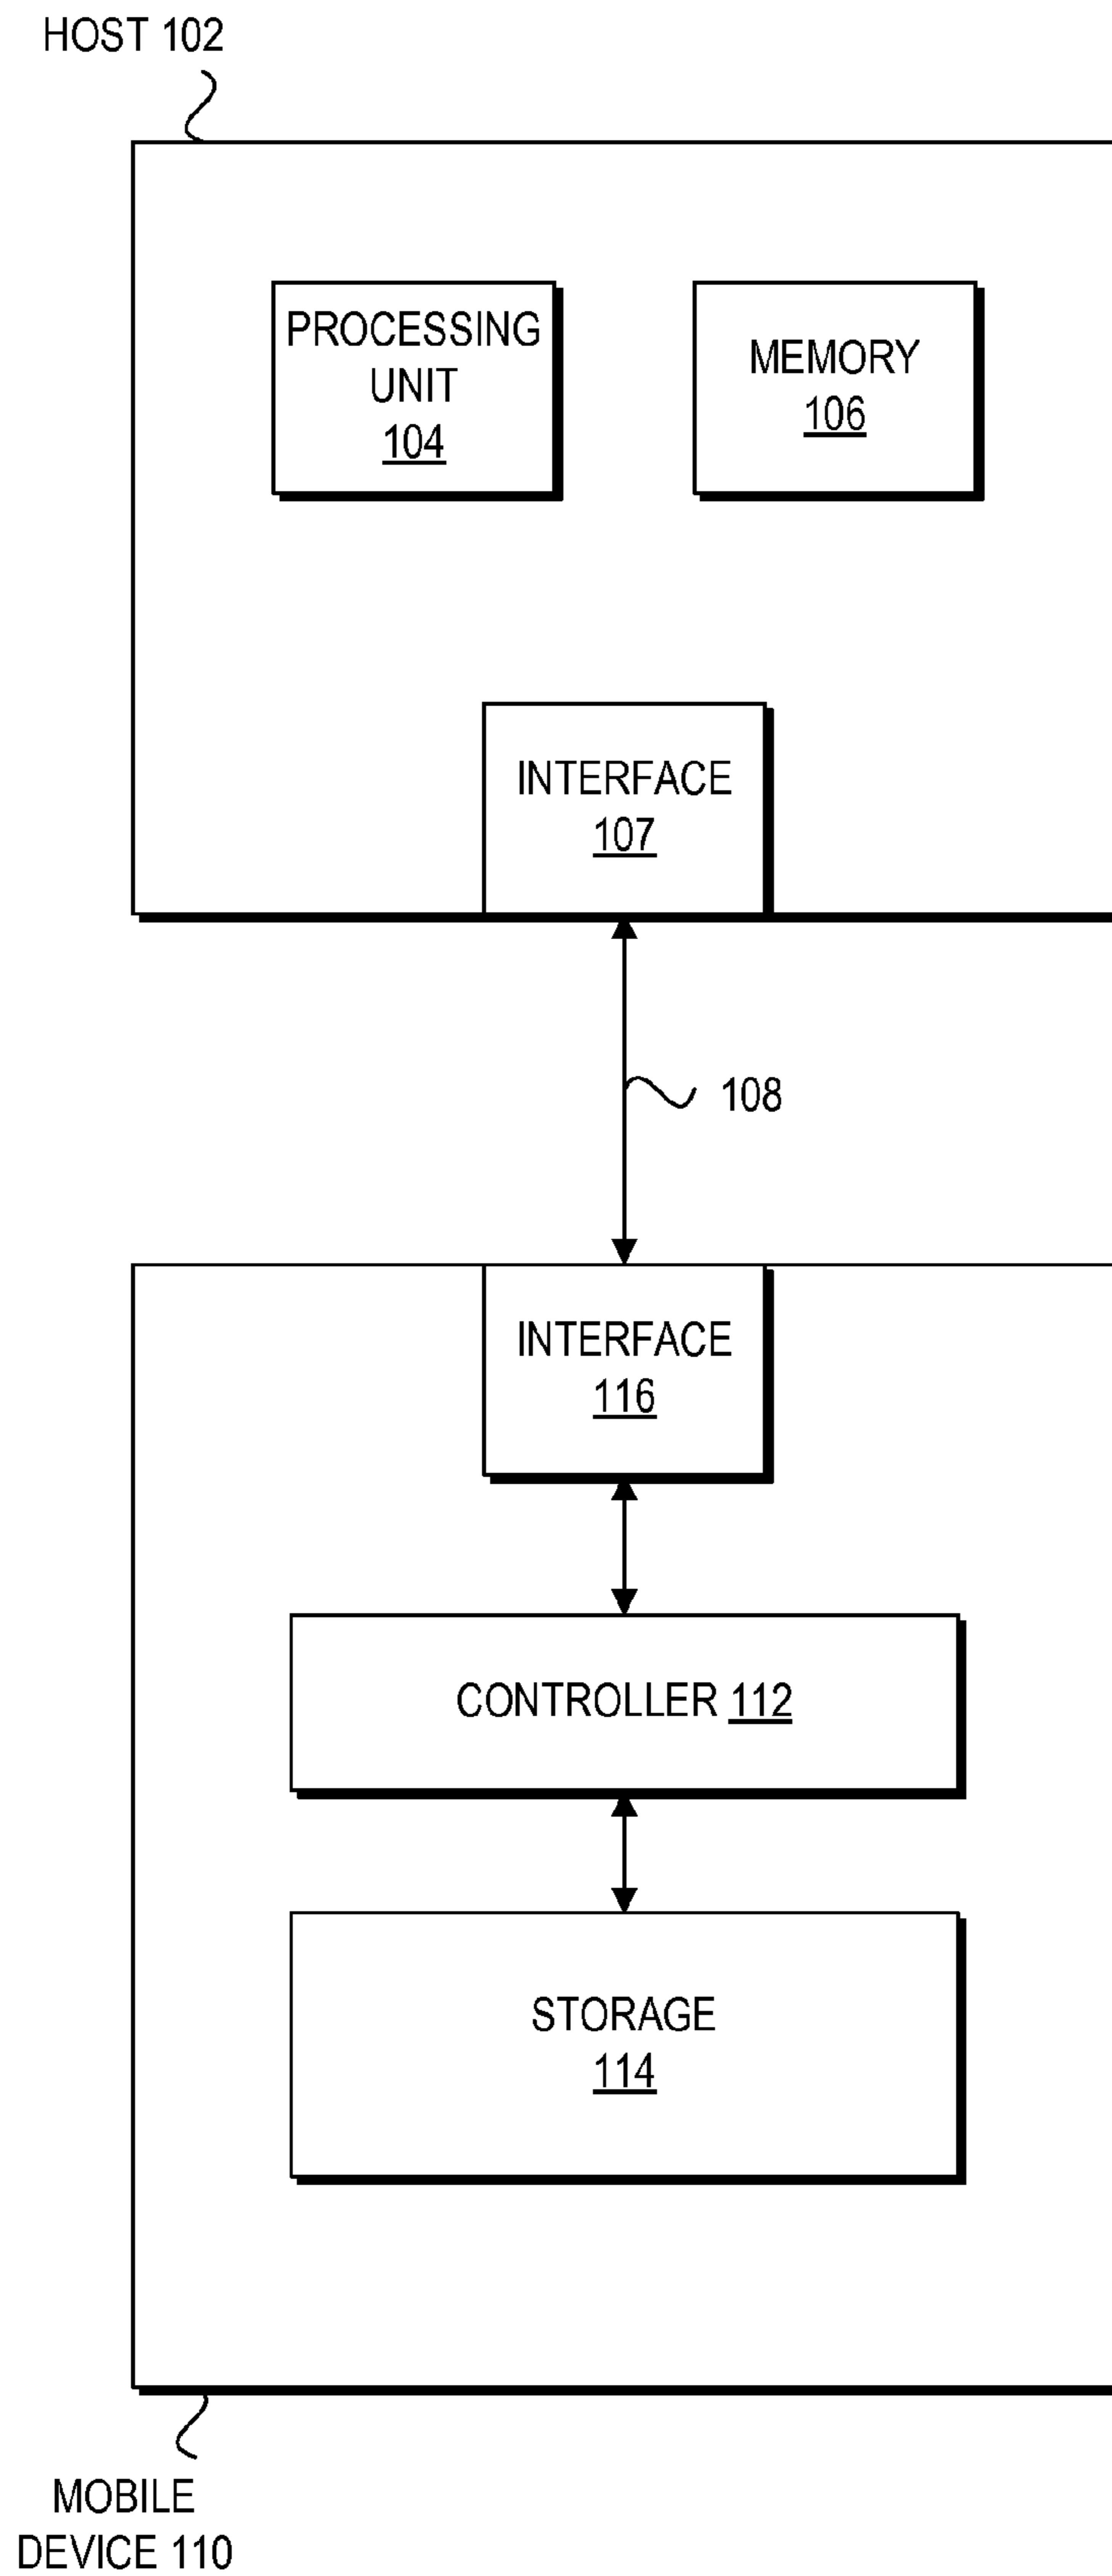 HOST 102
PROCESSING
UNIT
104
MEMORY
106
INTERFACE
107
108
INTERFACE
116
CONTROLLER 112
STORAGE
114
MOBILE
DEVICE 110